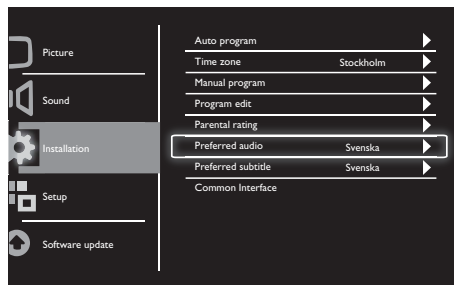 Picture
Sound
Installation
Setup
Software update
Auto program
Time zone Stockholm
Manual program
Program edit
Parental rating
Preferred audio Svenska
Preferred subtitle Svenska
Common Interface